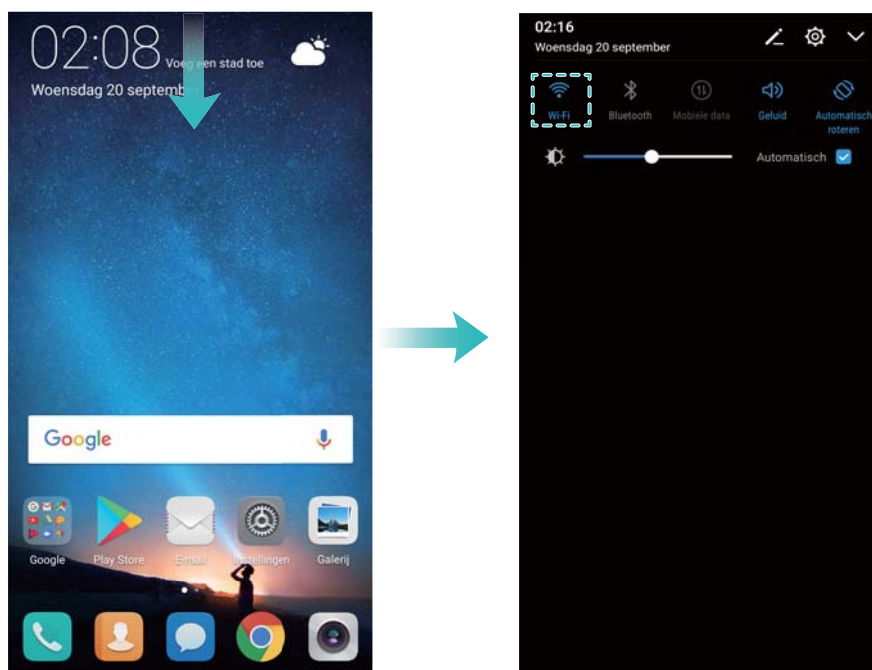 02:08
Voeg een stad toe
Woensdag 20 september
Google
Google
Play Store
E-mail
Instellingen
Galerij
02:16
Woensdag 20 september
Wi-Fi
Bluetooth
Mobiele data
Geluid
Automatisch
roteren
Automatisch